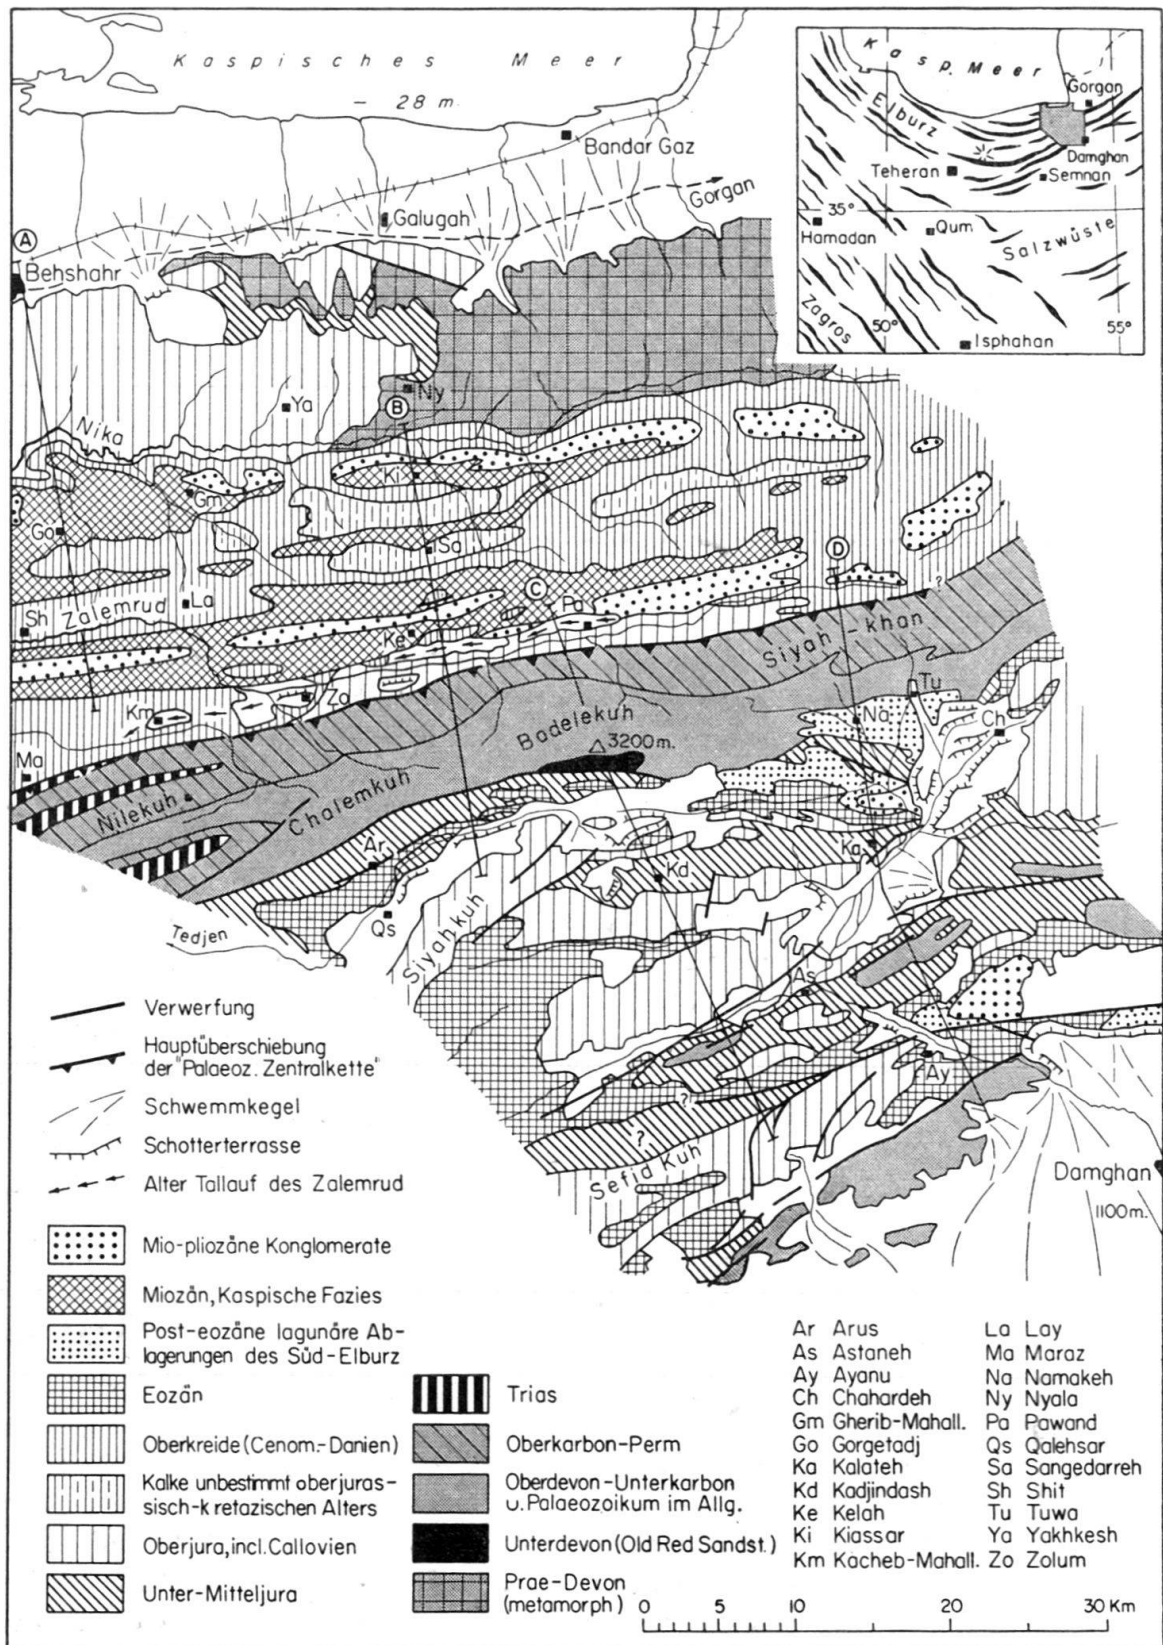 Kaspisches Meer
- 28 m.
Bandar Gaz
Gorgan
Galugah
A
Behshahr
Kasp. Meer
Gorgan
Elburz
Damghan
Teheran
Semnan
35°
Hamadan
Qum
Salzwüste
Zagros
50°
55°
Isphahan
Ny
B
Ya
Nika
Ki
Gm
Go
Sa
D
C
?
Sh
Zalemrud
La
Pa
Ke
Siyah-khan
Zo
Km
Tu
Na
Ch
Badelekuh
3200 m.
Ma
Nilekuh
Chalemkuh
Ar
Ka
Kd
Qs
Siyahkuh
Tedjen
As
Ay
?
?
Sefid Kuh
Damghan
1100 m.
Verwerfung
Hauptüberschiebung
der "Palaeoz. Zentralkette"
Schwemmkegel
Schotterterrasse
Alter Tallauf des Zalemrud
Mio-pliozäne Konglomerate
Miozän, Kaspische Fazies
Post-eozäne lagunäre Ab-
lagerungen des Süd-Elburz
Eozän
Oberkreide (Cenom.-Danien)
Kalke unbestimmt oberjuras-
sisch-kretazischen Alters
Oberjura, incl. Callovien
Unter-Mitteljura
Trias
Oberkarbon-Perm
Oberdevon-Unterkarbon
u. Palaeozoikum im Allg.
Unterdevon (Old Red Sandst.)
Prae-Devon
(metamorph)
Ar Arus
As Astaneh
Ay Ayanu
Ch Chahardeh
Gm Gherib-Mahall.
Go Gorgetadj
Ka Kalateh
Kd Kadjindash
Ke Kelah
Ki Kiassar
Km Kacheb-Mahall.
La Lay
Ma Maraz
Na Namakeh
Ny Nyala
Pa Pawand
Qs Qalehsar
Sa Sangedarreh
Sh Shit
Tu Tuwa
Ya Yakhkesh
Zo Zolum
0 5 10 20 30 Km